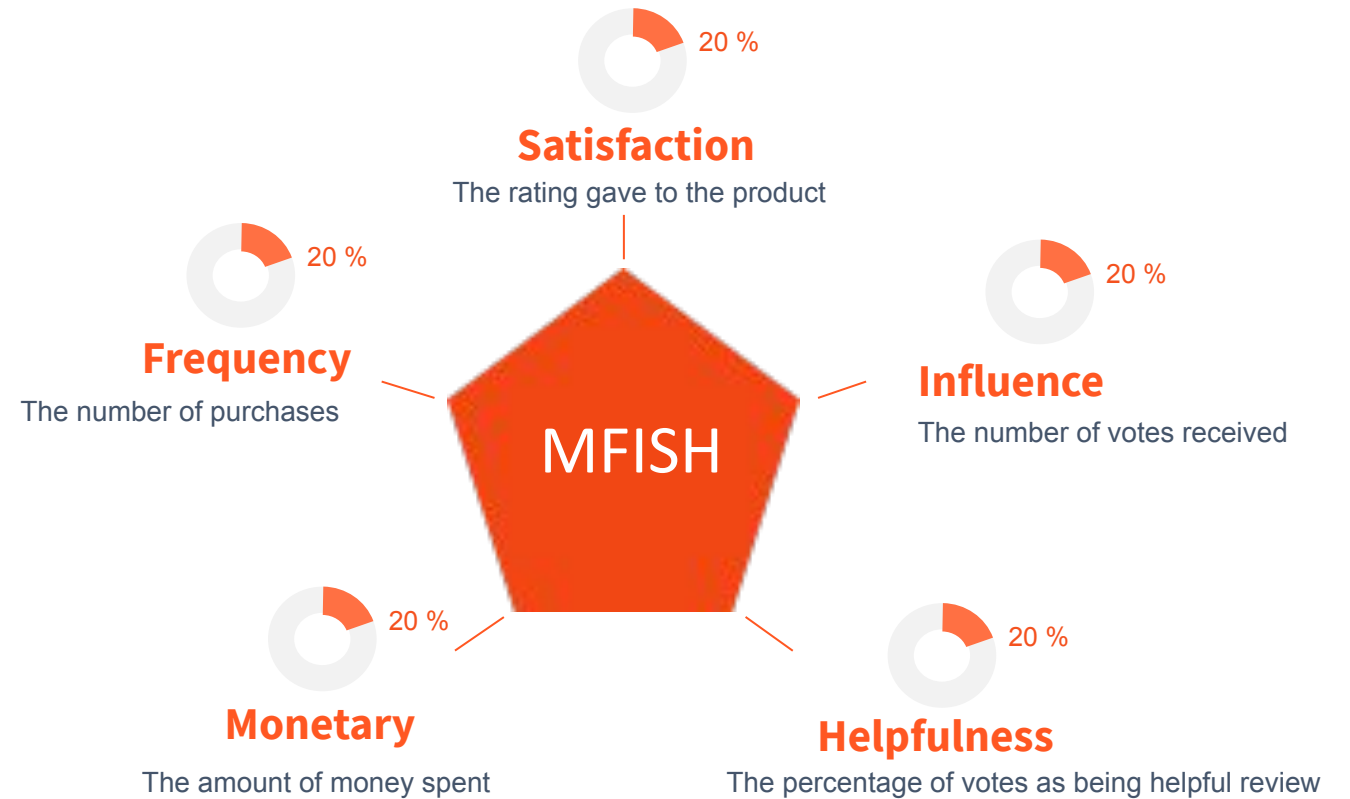 20 %
Satisfaction
The rating gave to the product
20 %
Frequency
The number of purchases
20 %
Influence
The number of votes received
MFISH
20 %
Monetary
The amount of money spent
20 %
Helpfulness
The percentage of votes as being helpful review